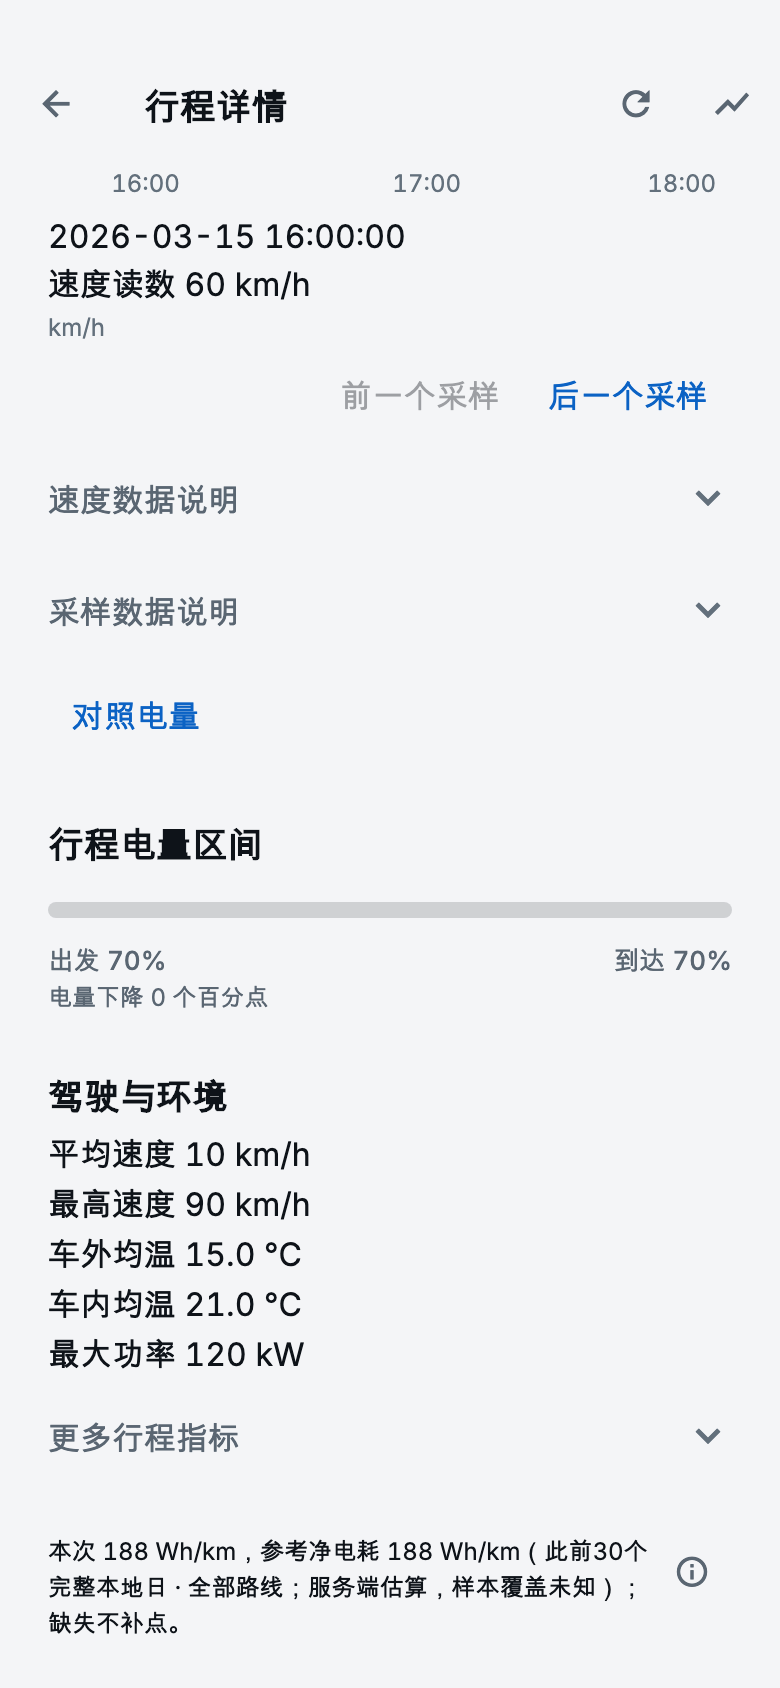 行程详情
16:00 17:00 18:00
2026-03-15 16:00:00
速度读数 60 km/h
km/h
前一个采样 后一个采样
速度数据说明
采样数据说明
对照电量
行程电量区间
出发 70% 到达 70%
电量下降 0 个百分点
驾驶与环境
平均速度 10 km/h
最高速度 90 km/h
车外均温 15.0 °C
车内均温 21.0 °C
最大功率 120 kW
更多行程指标
本次 188 Wh/km，参考净电耗 188 Wh/km（此前30个
完整本地日 · 全部路线；服务端估算，样本覆盖未知）；
缺失不补点。